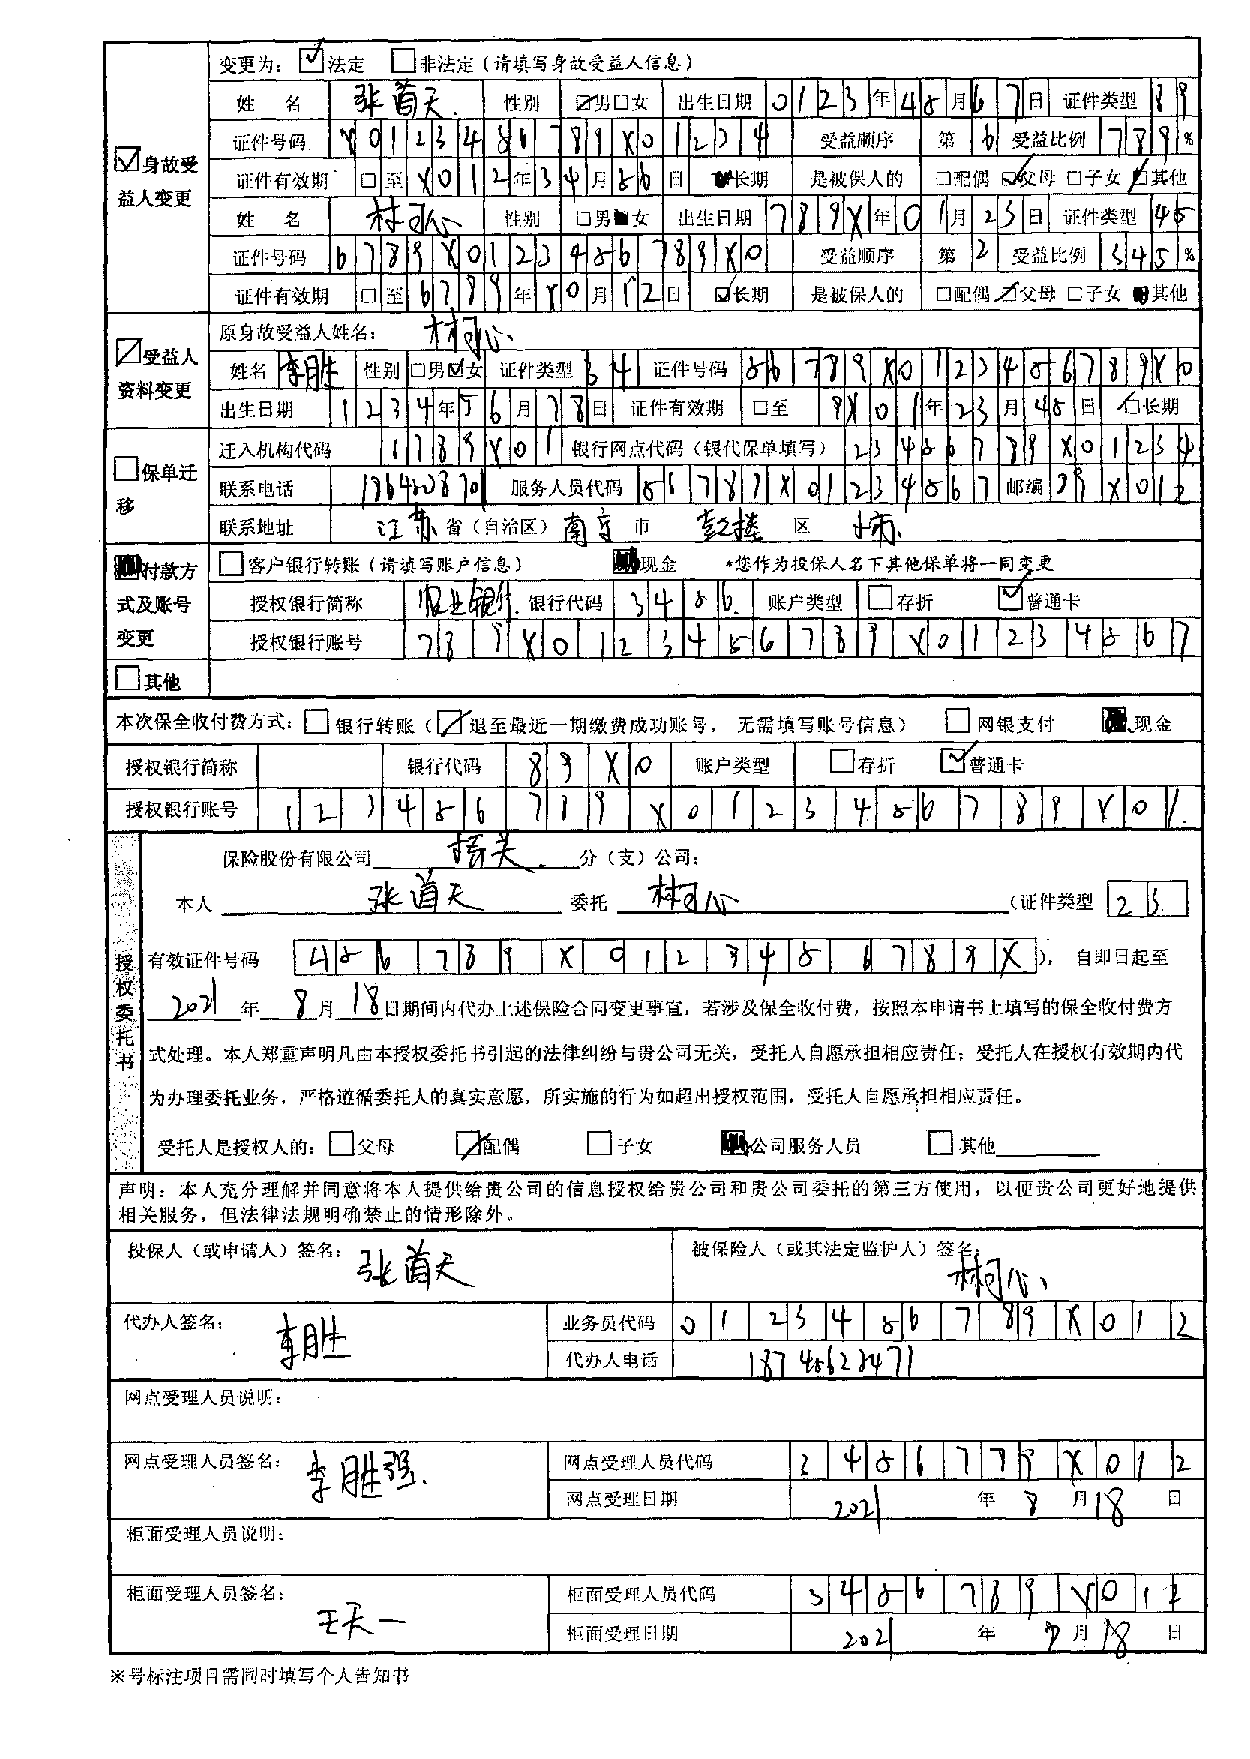 变更为： ☑法定 □非法定（请填写身故受益人信息）
☑身故受益人变更
姓 名 张首天 性别 ☑男□女 出生日期 0123年45月67日 证件类型 89
证件号码 X0123456789X01234 受益顺序 第 6 受益比例 789%
证件有效期 □至 X012年34月56日 ■长期 是被保人的 □配偶 ☑父母 □子女 ☑其他
姓 名 林可心 性别 □男■女 出生日期 789X年01月23日 证件类型 45
证件号码 6789X0123456789X0 受益顺序 第 2 受益比例 345%
证件有效期 □至 6789年X0月12日 ☑长期 是被保人的 □配偶 ☑父母 □子女 ■其他
☑受益人资料变更
原身故受益人姓名： 林可心
姓名 李胜 性别 □男☑女 证件类型 34 证件号码 56789X0123456789X0
出生日期 1234年56月78日 证件有效期 □至 9X01年23月45日 ☑长期
□保单迁移
迁入机构代码 1789X01 银行网点代码（银代保单填写） 23456789X01234
联系电话 服务人员代码 56789X01234567 邮编 89X012
联系地址 江苏 省（自治区） 南京 市 鼓楼 区
■付款方式及账号变更
□客户银行转账（请填写账户信息） ■现金 *您作为投保人名下其他保单将一同变更
授权银行简称 农业银行 银行代码 3456 账户类型 □存折 ☑普通卡
授权银行账号 789X0123456789X01234567
□其他
本次保全收付费方式： □银行转账（☑退至最近一期缴费成功账号，无需填写账号信息） □网银支付 ■现金
授权银行简称 银行代码 89X0 账户类型 □存折 ☑普通卡
授权银行账号 123456789X0123456789X01
授权委托书
保险股份有限公司 分（支）公司：
本人 张首天 委托 林可心 （证件类型 23
有效证件号码 456789X0123456789X ），自即日起至
2021 年 8 月 18 日期间内代办上述保险合同变更事宜，若涉及保全收付费，按照本申请书上填写的保全收付费方
式处理。本人郑重声明凡由本授权委托书引起的法律纠纷与贵公司无关，受托人自愿承担相应责任；受托人在授权有效期内代
为办理委托业务，严格遵循委托人的真实意愿，所实施的行为如超出授权范围，受托人自愿承担相应责任。
受托人是授权人的： □父母 ☑配偶 □子女 ■公司服务人员 □其他
声明：本人充分理解并同意将本人提供给贵公司的信息授权给贵公司和贵公司委托的第三方使用，以便贵公司更好地提供
相关服务，但法律法规明确禁止的情形除外。
投保人（或申请人）签名： 张首天 被保险人（或其法定监护人）签名： 林可心
代办人签名： 李胜 业务员代码 0123456789X012
代办人电话 18745623471
网点受理人员说明：
网点受理人员签名： 李胜强 网点受理人员代码 3456779X012
网点受理日期 2021 年 8 月 18 日
柜面受理人员说明：
柜面受理人员签名： 王天一 柜面受理人员代码 3456789X012
柜面受理日期 2021 年 7 月 18 日
※号标注项目需同时填写个人告知书